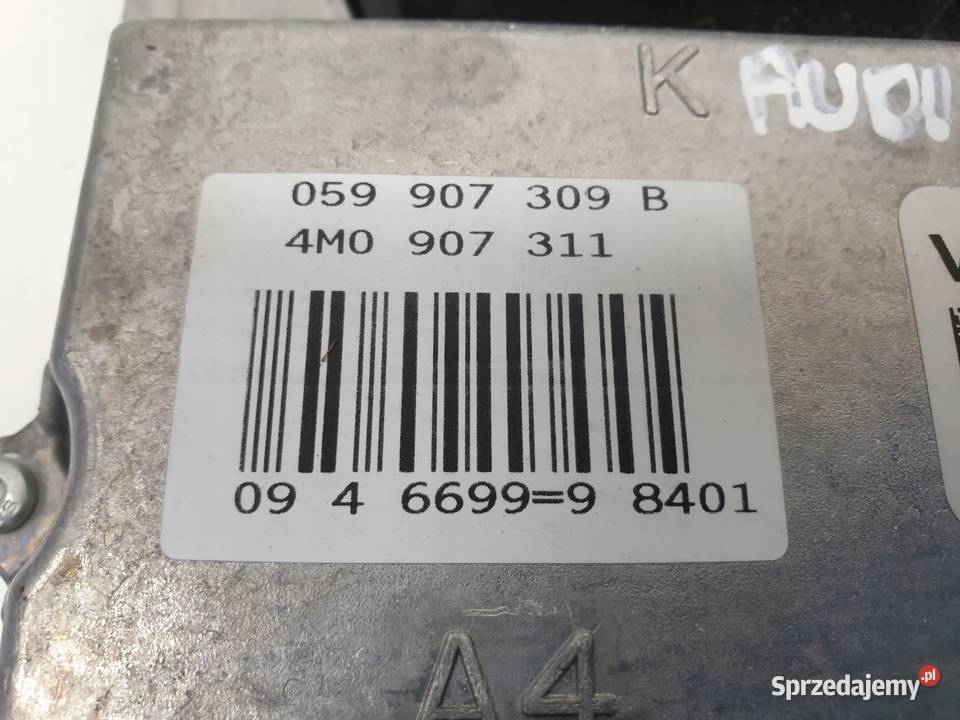 K AUDI
059 907 309 B
4M0 907 311
09 4 6699=9 8401
A4
Sprzedajemy.pl